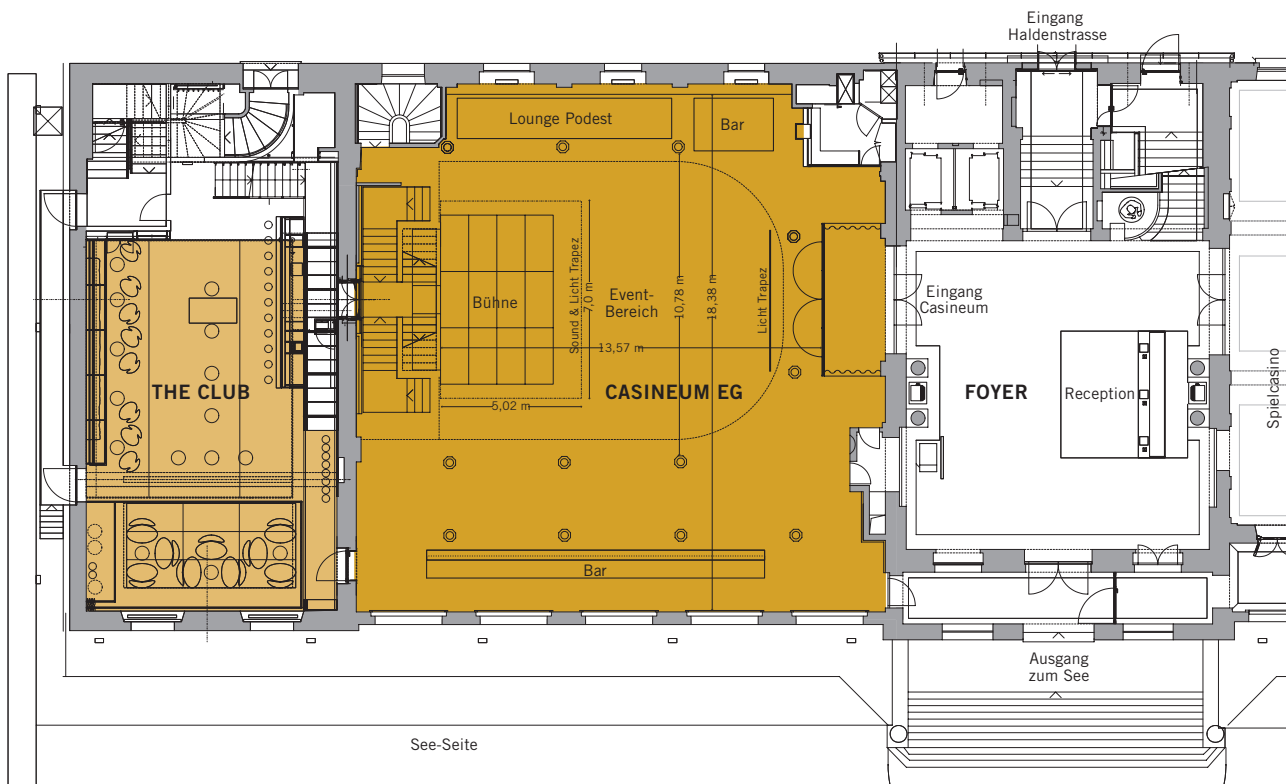 Eingang
Haldenstrasse
Lounge Podest
Bar
Bühne
Sound & Licht Trapez
7,0 m
Event-
Bereich
10,78 m
18,38 m
Licht Trapez
13,57 m
5,02 m
THE CLUB
CASINEUM EG
Eingang
Casineum
FOYER
Reception
Spielcasino
Bar
Ausgang
zum See
See-Seite